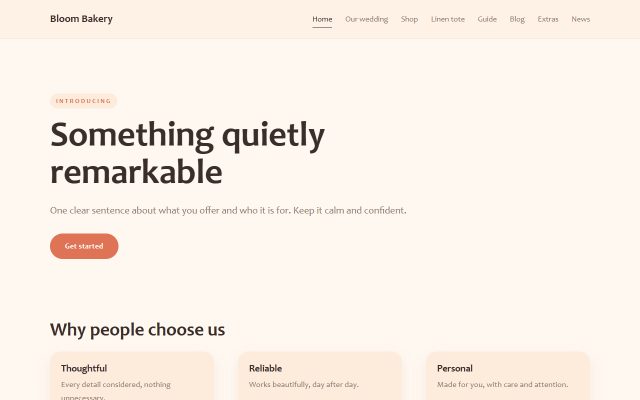 Bloom Bakery
Home Our wedding Shop Linen tote Guide Blog Extras News
INTRODUCING
Something quietly
remarkable
One clear sentence about what you offer and who it is for. Keep it calm and confident.
Get started
Why people choose us
Thoughtful
Every detail considered, nothing
unnecessary.
Reliable
Works beautifully, day after day.
Personal
Made for you, with care and attention.